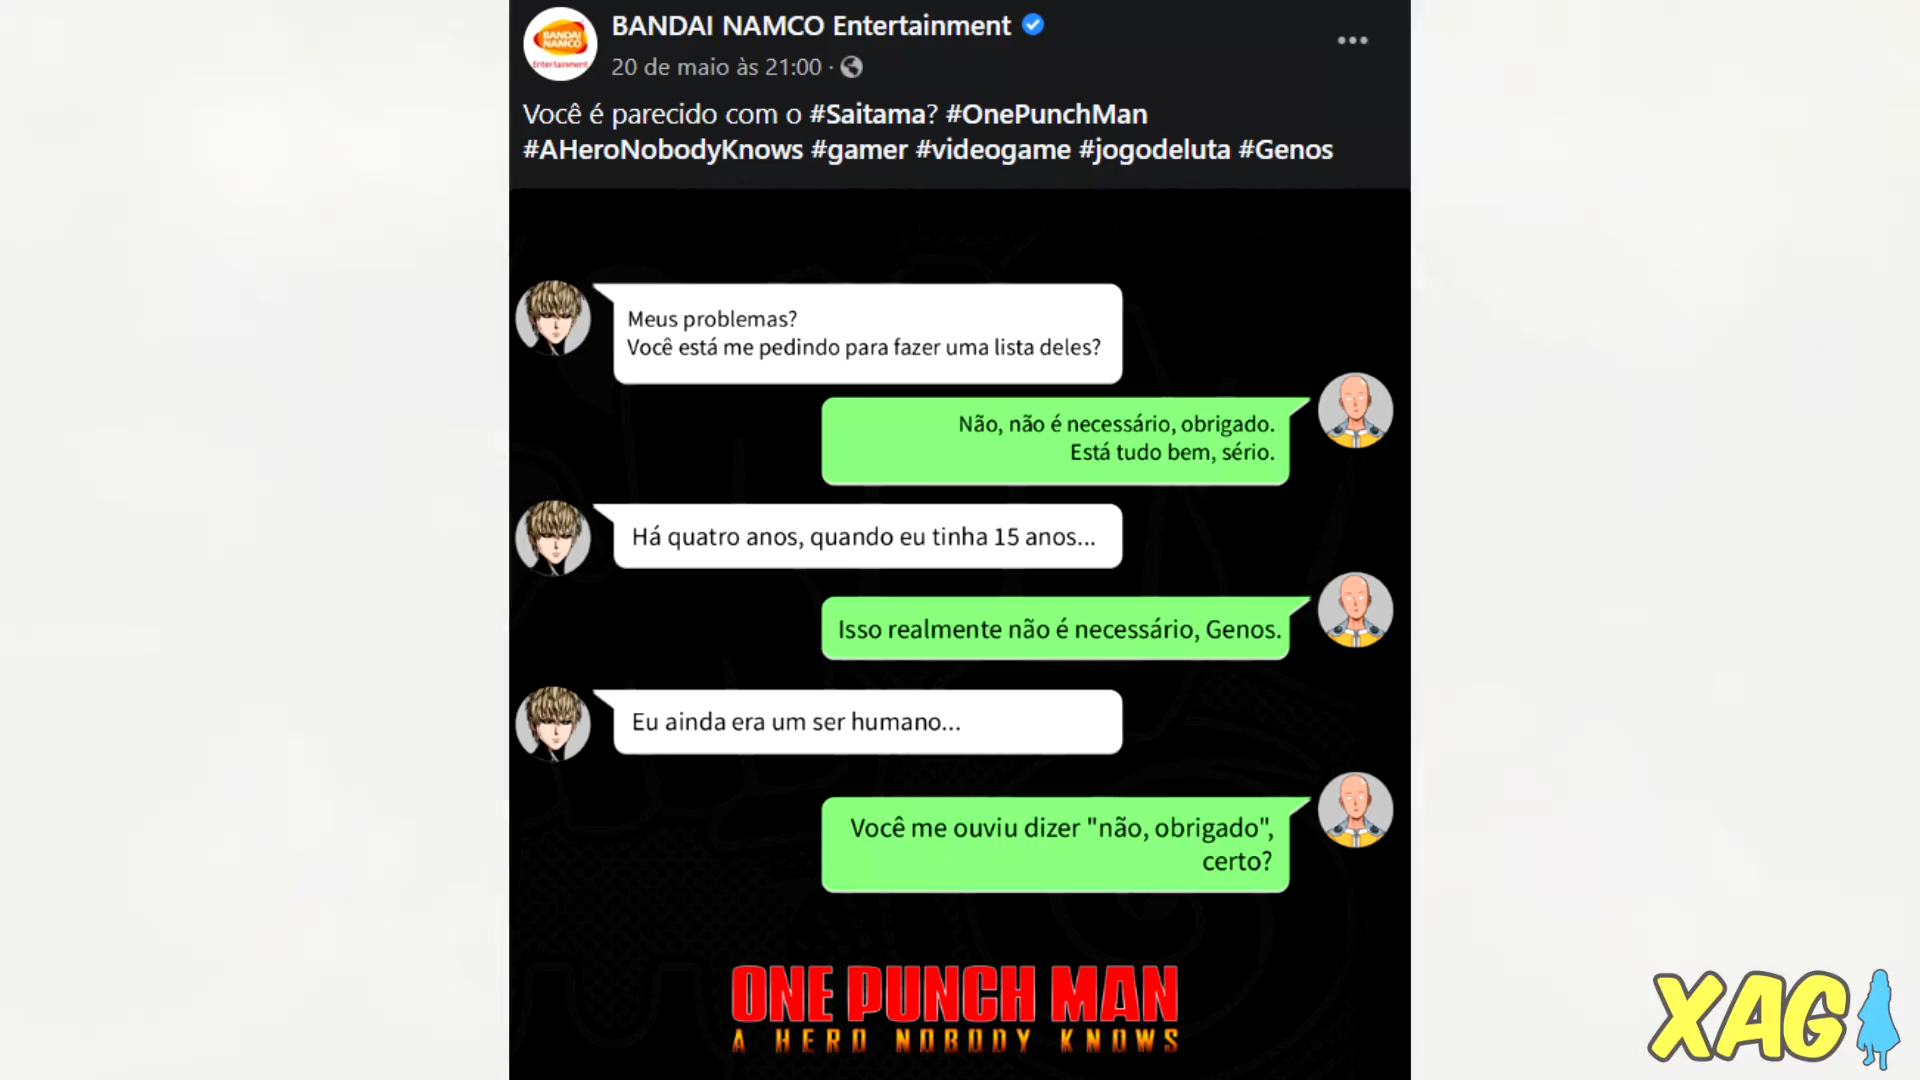 BANDAI NAMCO Entertainment
BANDAI
NAMCO
Entertainment
20 de maio às 21:00 ·
Você é parecido com o #Saitama? #OnePunchMan
#AHeroNobodyKnows #gamer #videogame #jogodeluta #Genos
Meus problemas?
Você está me pedindo para fazer uma lista deles?
Não, não é necessário, obrigado.
Está tudo bem, sério.
Há quatro anos, quando eu tinha 15 anos...
Isso realmente não é necessário, Genos.
Eu ainda era um ser humano...
Você me ouviu dizer "não, obrigado",
certo?
ONE PUNCH MAN
A HERO NOBODY KNOWS
XAG